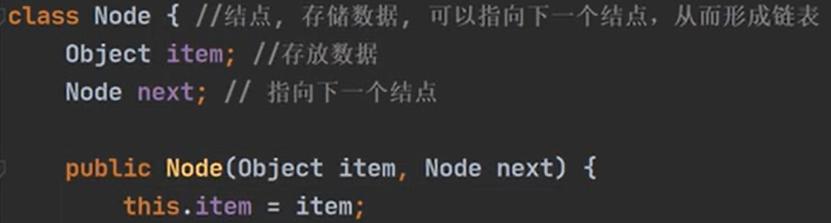 class Node { //结点, 存储数据, 可以指向下一个结点，从而形成链表
Object item; //存放数据
Node next; // 指向下一个结点
public Node(Object item, Node next) {
this.item = item;